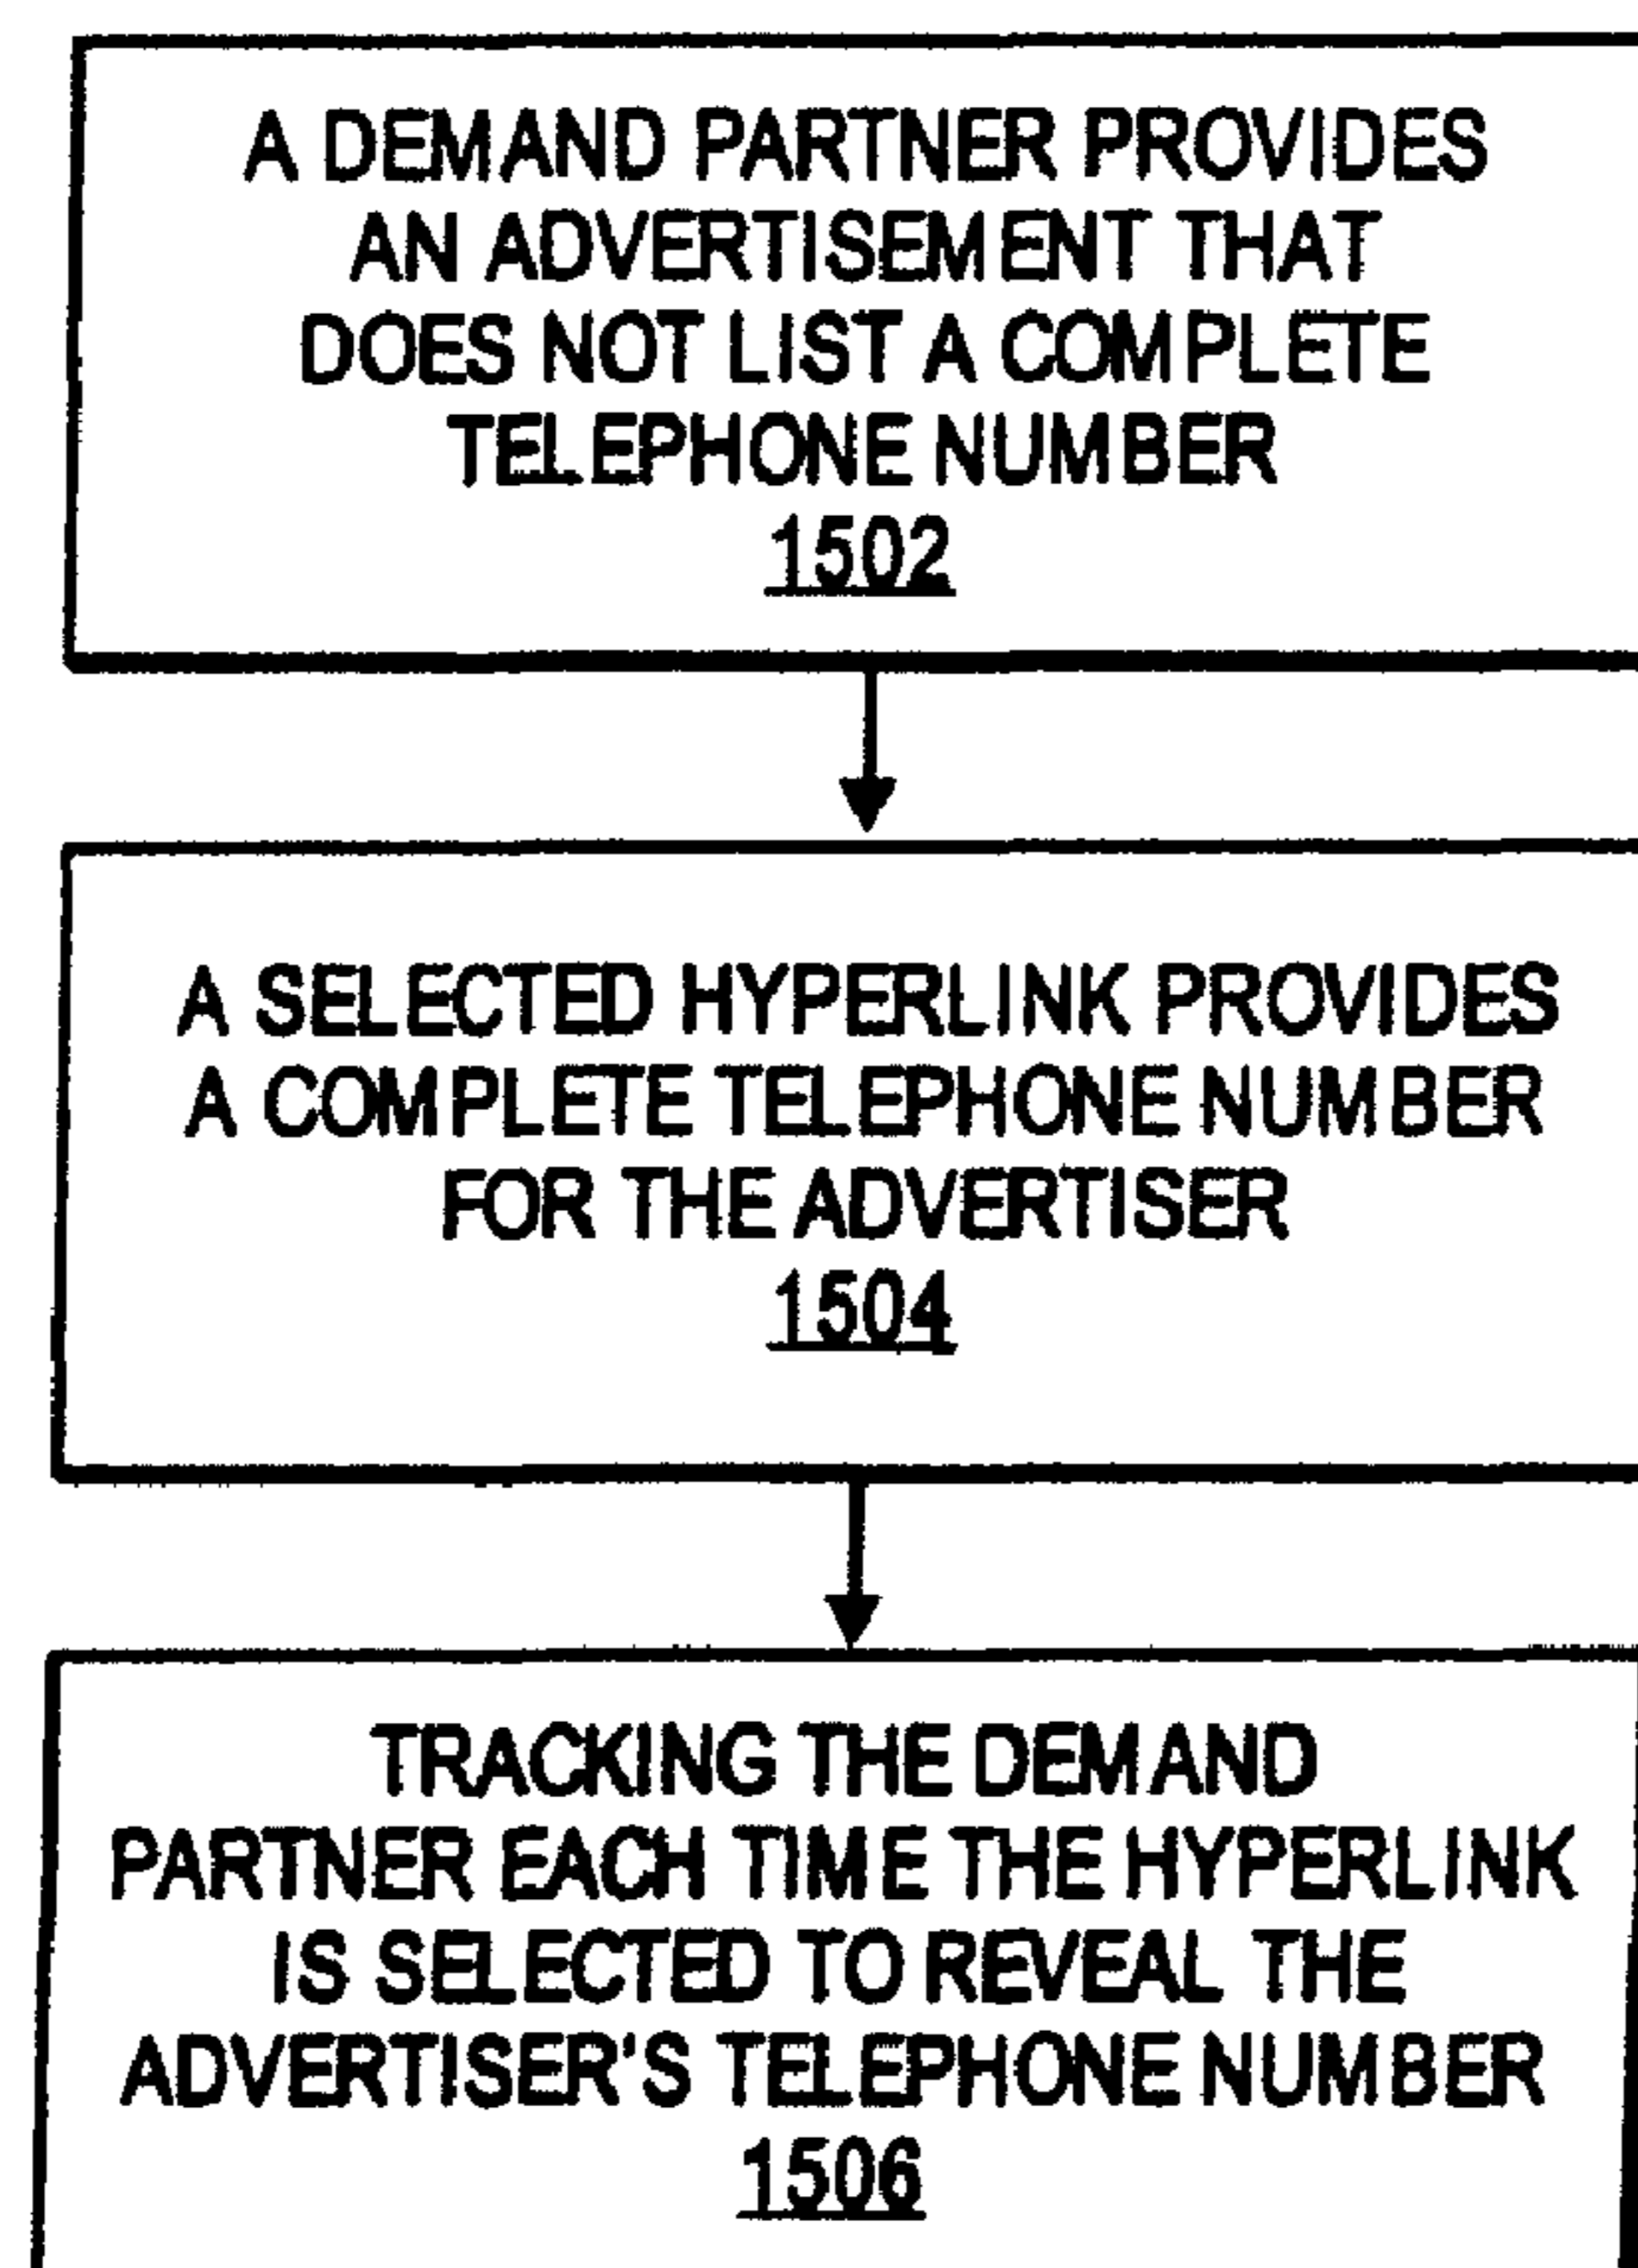 A DEMAND PARTNER PROVIDES
AN ADVERTISEMENT THAT
DOES NOT LIST A COMPLETE
TELEPHONE NUMBER
1502
A SELECTED HYPERLINK PROVIDES
A COMPLETE TELEPHONE NUMBER
FOR THE ADVERTISER
1504
TRACKING THE DEMAND
PARTNER EACH TIME THE HYPERLINK
IS SELECTED TO REVEAL THE
ADVERTISER'S TELEPHONE NUMBER
1506